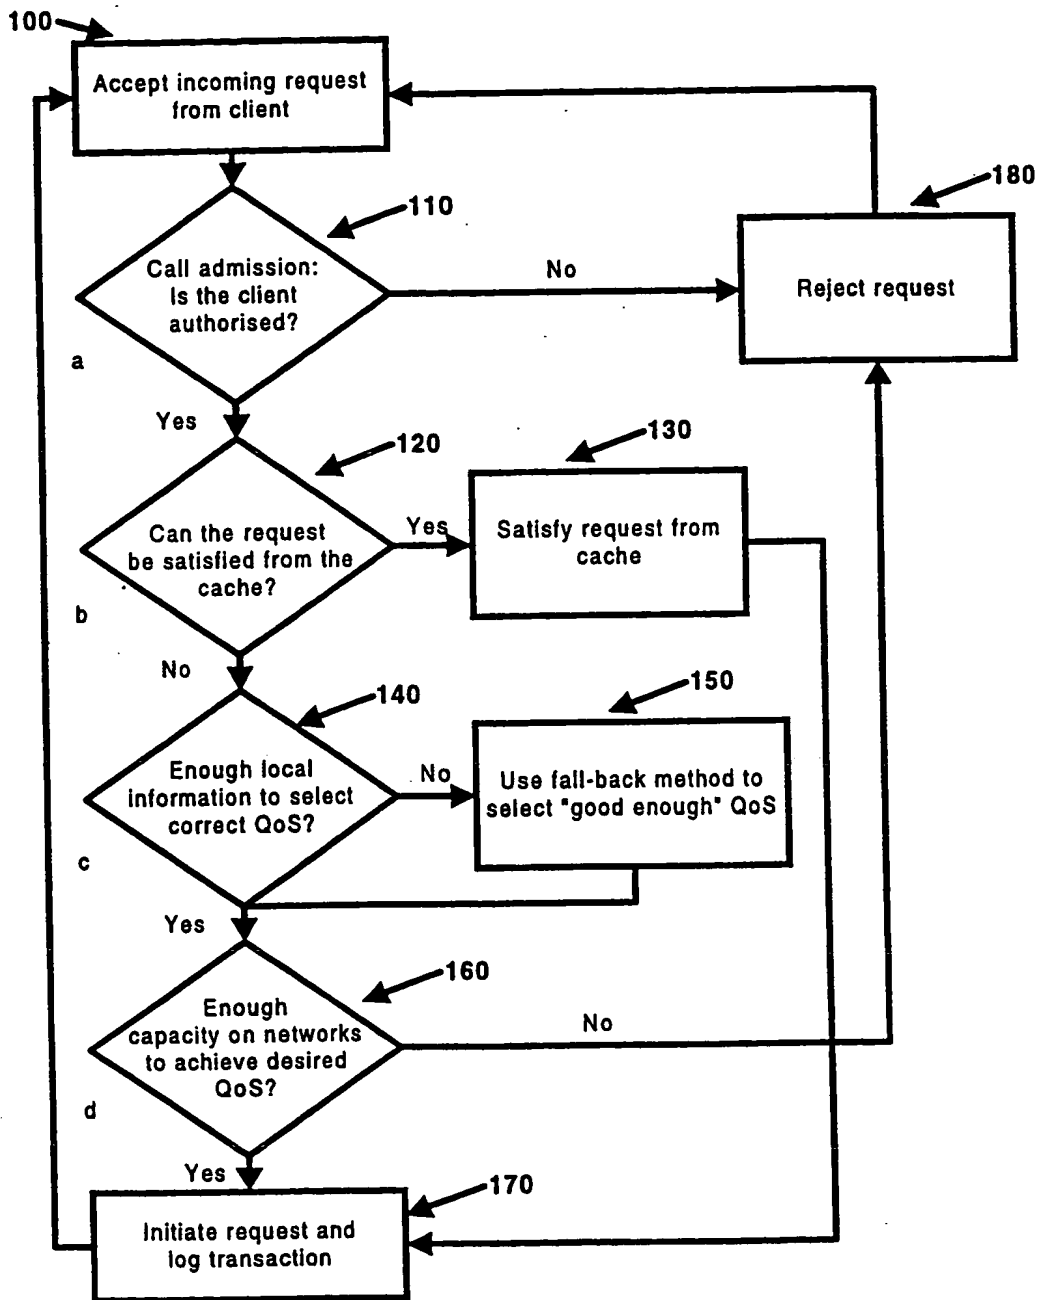 100
Accept incoming request
from client
180
110
Call admission:
Is the client
authorised?
No
Reject request
a
Yes
120
130
Can the request
be satisfied from the
cache?
Yes
Satisfy request from
cache
b
No
140
150
Enough local
information to select
correct QoS?
No
Use fall-back method to
select "good enough" QoS
c
Yes
160
Enough
capacity on networks
to achieve desired
QoS?
No
d
Yes
170
Initiate request and
log transaction